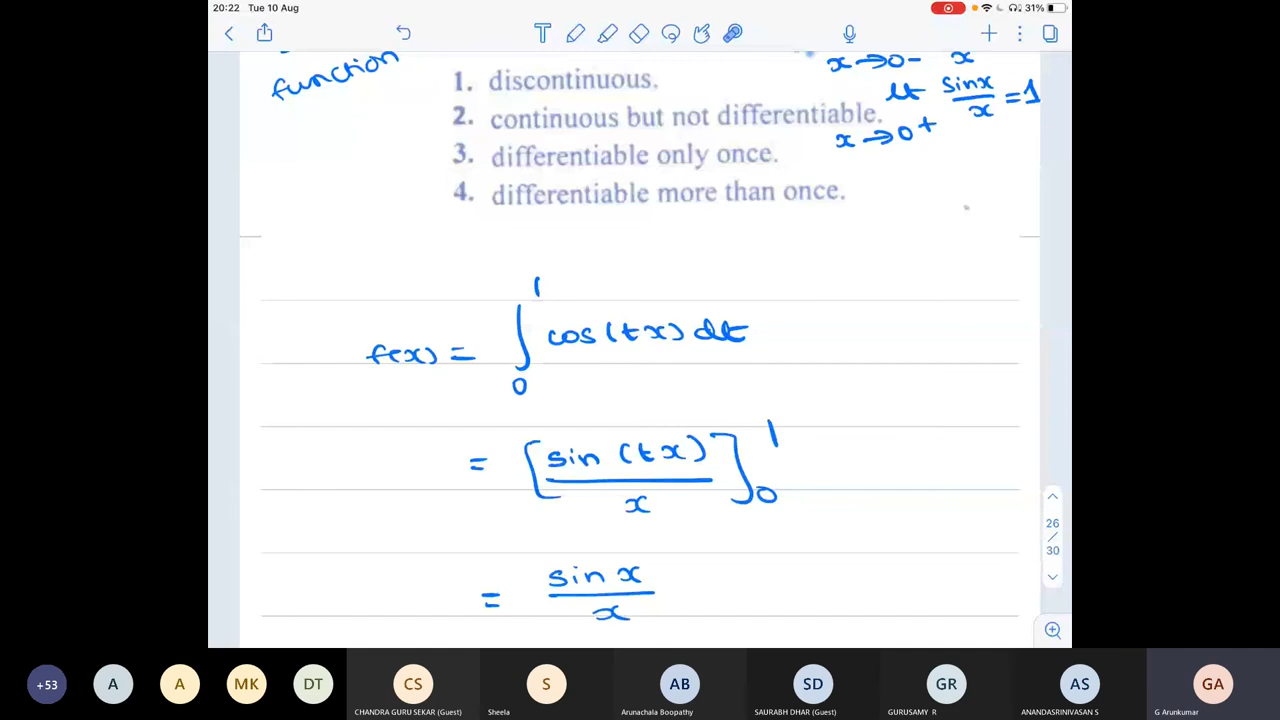 20:22 Tue 10 Aug
31%
function
1. discontinuous.
2. continuous but not differentiable.
3. differentiable only once.
4. differentiable more than once.
x→0- x
lt sinx/x =1
x→0+
f(x) = ∫₀¹ cos(tx) dt
= [sin(tx)/x]₀¹
= sin x/x
26
/
30
+53
A
A
MK
DT
CS
S
AB
SD
GR
AS
GA
CHANDRA GURU SEKAR (Guest)
Sheela
Arunachala Boopathy
SAURABH DHAR (Guest)
GURUSAMY R
ANANDASRINIVASAN S
G Arunkumar